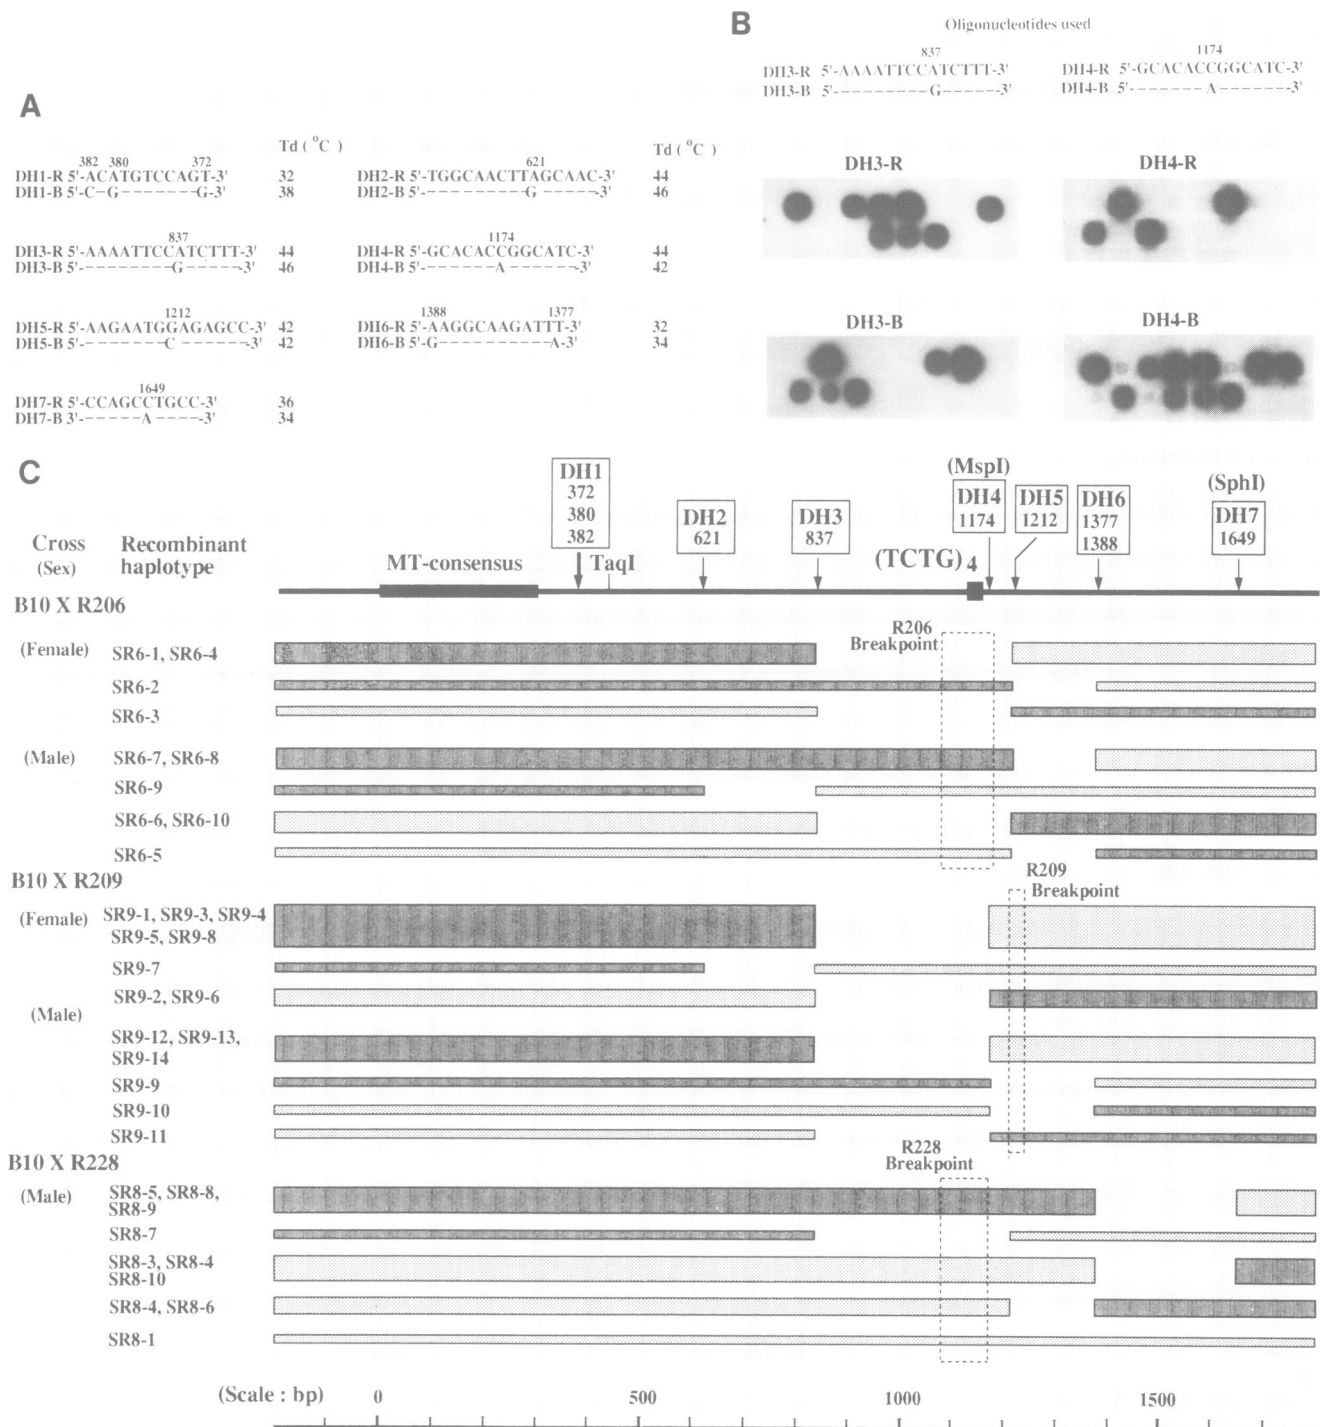 A
Td ( °C )
Td ( °C )
382 380 372
DH1-R 5'-ACATGTCCAGT-3' 32
DH1-B 5'-C--G-------G-3' 38
621
DH2-R 5'-TGGCAACTTAGCAAC-3' 44
DH2-B 5'----------G------3' 46
837
DH3-R 5'-AAAATTCCATCTTT-3' 44
DH3-B 5'---------G-----3' 46
1174
DH4-R 5'-GCACACCGGCATC-3' 44
DH4-B 5'-------A-------3' 42
1212
DH5-R 5'-AAGAATGGAGAGCC-3' 42
DH5-B 5'--------C-------3' 42
1388 1377
DH6-R 5'-AAGGCAAGATTT-3' 32
DH6-B 5'-G----------A-3' 34
1649
DH7-R 5'-CCAGCCTGCC-3' 36
DH7-B 3'------A-----3' 34
B
Oligonucleotides used
837
DH3-R 5'-AAAATTCCATCTTT-3'
DH3-B 5'----------G------3'
1174
DH4-R 5'-GCACACCGGCATC-3'
DH4-B 5'--------A-------3'
DH3-R
DH4-R
DH3-B
DH4-B
C
Cross
(Sex)
Recombinant
haplotype
DH1
372
380
382
DH2
621
DH3
837
(MspI)
DH4
1174
DH5
1212
DH6
1377
1388
(SphI)
DH7
1649
MT-consensus
TaqI
(TCTG)4
B10 X R206
R206
Breakpoint
(Female) SR6-1, SR6-4
SR6-2
SR6-3
(Male) SR6-7, SR6-8
SR6-9
SR6-6, SR6-10
SR6-5
B10 X R209
R209
Breakpoint
(Female) SR9-1, SR9-3, SR9-4
SR9-5, SR9-8
SR9-7
SR9-2, SR9-6
(Male)
SR9-12, SR9-13,
SR9-14
SR9-9
SR9-10
SR9-11
B10 X R228
R228
Breakpoint
(Male) SR8-5, SR8-8,
SR8-9
SR8-7
SR8-3, SR8-4
SR8-10
SR8-4, SR8-6
SR8-1
(Scale : bp) 0 500 1000 1500